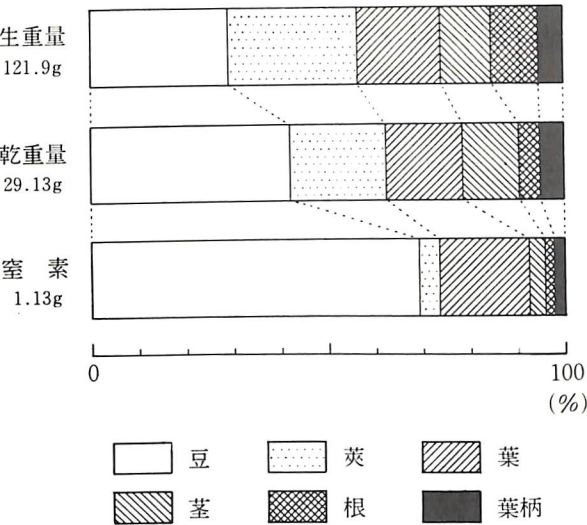 生重量
121.9g
乾重量
29.13g
窒 素
1.13g
0 100
(%)
豆 莢 葉
茎 根 葉柄